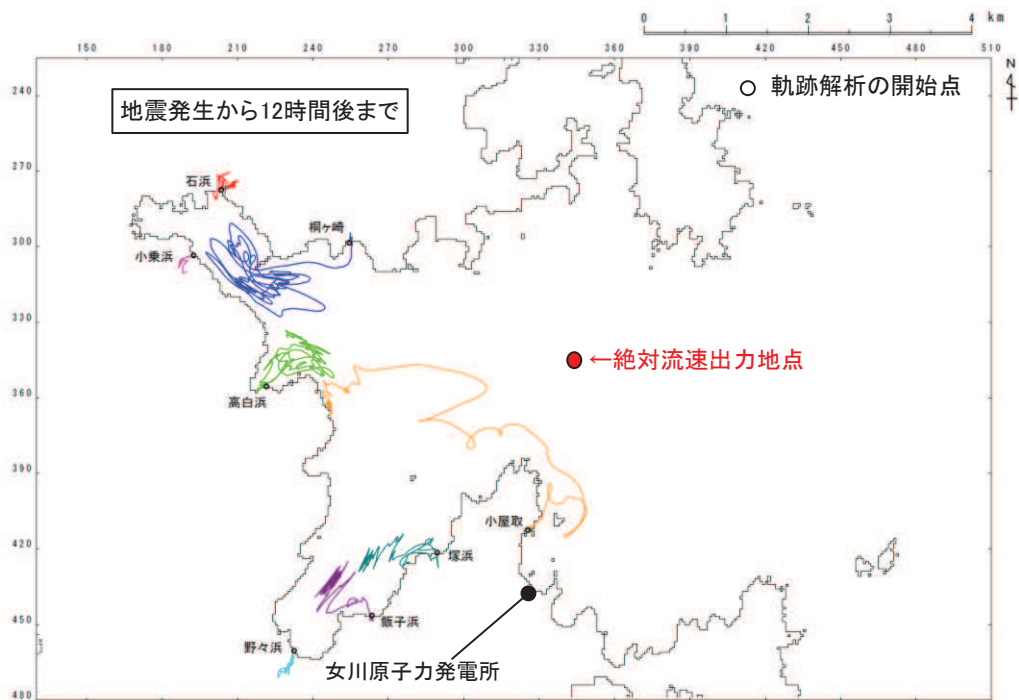 0 1 2 3 4 km
150 180 210 240 270 300 330 360 390 420 450 480 510
N
240
○ 軌跡解析の開始点
地震発生から12時間後まで
270
石浜
300
桐ヶ崎
小乗浜
330
←絶対流速出力地点
360
高白浜
390
小屋取
420
塚浜
450
飯子浜
野々浜
女川原子力発電所
480